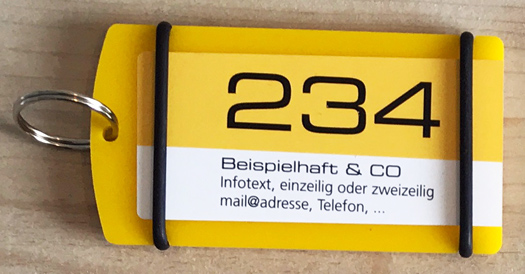 234
Beispielhaft & CO
Infotext, einzeilig oder zweizeilig
mail@adresse, Telefon, ...